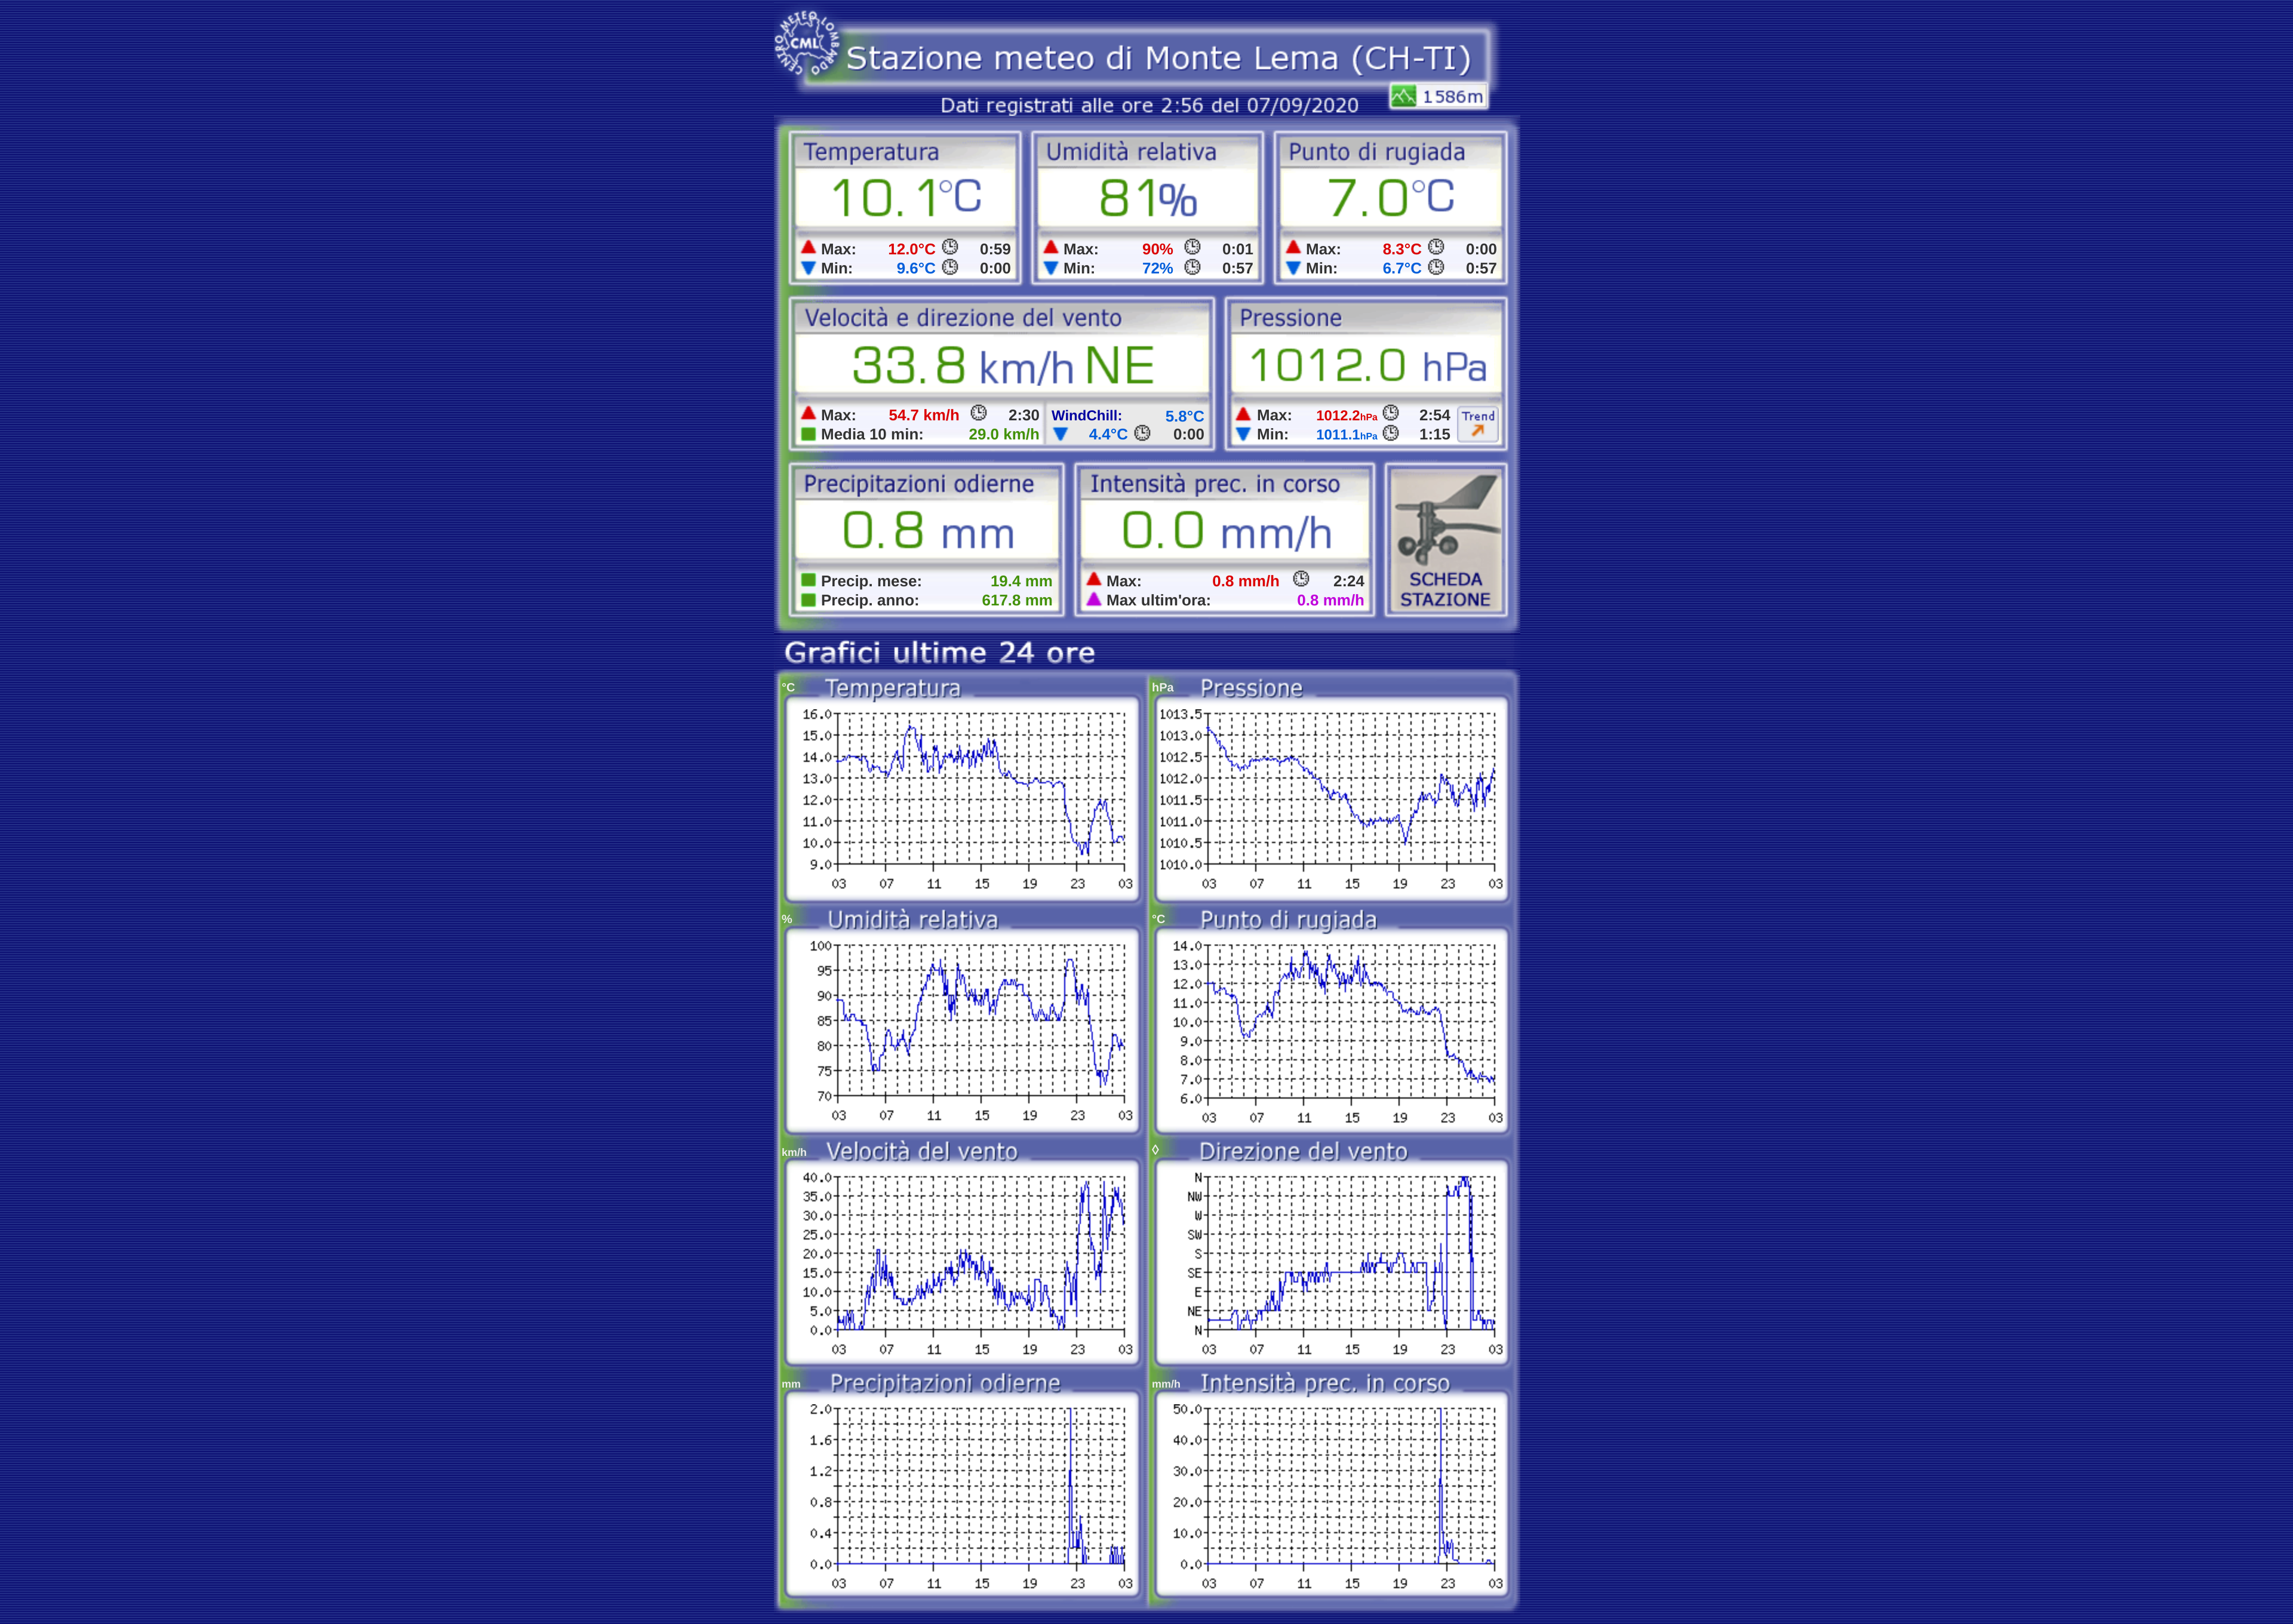 CENTRO METEO LOMBARDO
CML
Stazione meteo di Monte Lema (CH-TI)
1586m
Dati registrati alle ore 2:56 del 07/09/2020
Temperatura
10.1°C
Max: 12.0°C 0:59
Min: 9.6°C 0:00
Umidità relativa
81%
Max: 90% 0:01
Min: 72% 0:57
Punto di rugiada
7.0°C
Max: 8.3°C 0:00
Min: 6.7°C 0:57
Velocità e direzione del vento
33.8 km/h NE
Max: 54.7 km/h 2:30
Media 10 min: 29.0 km/h
WindChill: 5.8°C
4.4°C 0:00
Pressione
1012.0 hPa
Max: 1012.2hPa 2:54
Min: 1011.1hPa 1:15
Trend
Precipitazioni odierne
0.8 mm
Precip. mese: 19.4 mm
Precip. anno: 617.8 mm
Intensità prec. in corso
0.0 mm/h
Max: 0.8 mm/h 2:24
Max ultim'ora: 0.8 mm/h
SCHEDA
STAZIONE
Grafici ultime 24 ore
°C Temperatura
16.0
15.0
14.0
13.0
12.0
11.0
10.0
9.0
03 07 11 15 19 23 03
hPa Pressione
1013.5
1013.0
1012.5
1012.0
1011.5
1011.0
1010.5
1010.0
03 07 11 15 19 23 03
% Umidità relativa
100
95
90
85
80
75
70
03 07 11 15 19 23 03
°C Punto di rugiada
14.0
13.0
12.0
11.0
10.0
9.0
8.0
7.0
6.0
03 07 11 15 19 23 03
km/h Velocità del vento
40.0
35.0
30.0
25.0
20.0
15.0
10.0
5.0
0.0
03 07 11 15 19 23 03
◊ Direzione del vento
N
NW
W
SW
S
SE
E
NE
N
03 07 11 15 19 23 03
mm Precipitazioni odierne
2.0
1.6
1.2
0.8
0.4
0.0
03 07 11 15 19 23 03
mm/h Intensità prec. in corso
50.0
40.0
30.0
20.0
10.0
0.0
03 07 11 15 19 23 03